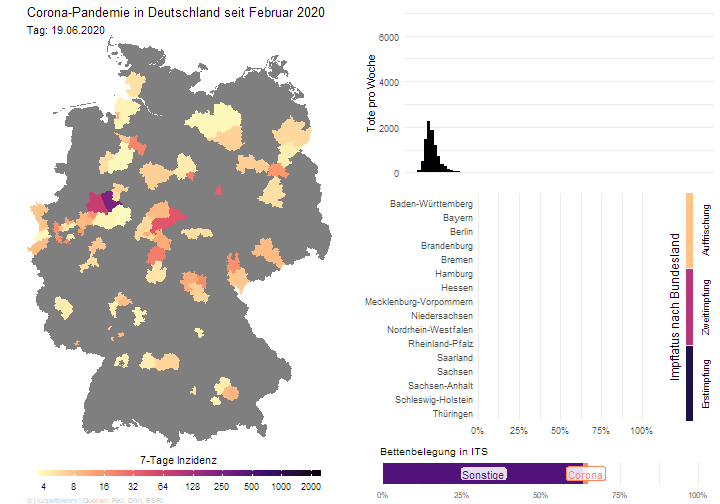 Corona-Pandemie in Deutschland seit Februar 2020
Tag: 19.06.2020
7-Tage Inzidenz
4 8 16 32 64 100 250 500 1000 2000
(c) /u/zeitbremt | Quellen: RKI, DIVI, ESRI
Tote pro Woche
6000
4000
2000
0
Baden-Württemberg
Bayern
Berlin
Brandenburg
Bremen
Hamburg
Hessen
Mecklenburg-Vorpommern
Niedersachsen
Nordrhein-Westfalen
Rheinland-Pfalz
Saarland
Sachsen
Sachsen-Anhalt
Schleswig-Holstein
Thüringen
0% 25% 50% 75% 100%
Impfstatus nach Bundesland
Auffrischung
Zweitimpfung
Erstimpfung
Bettenbelegung in ITS
Sonstige
Corona
0% 25% 50% 75% 100%